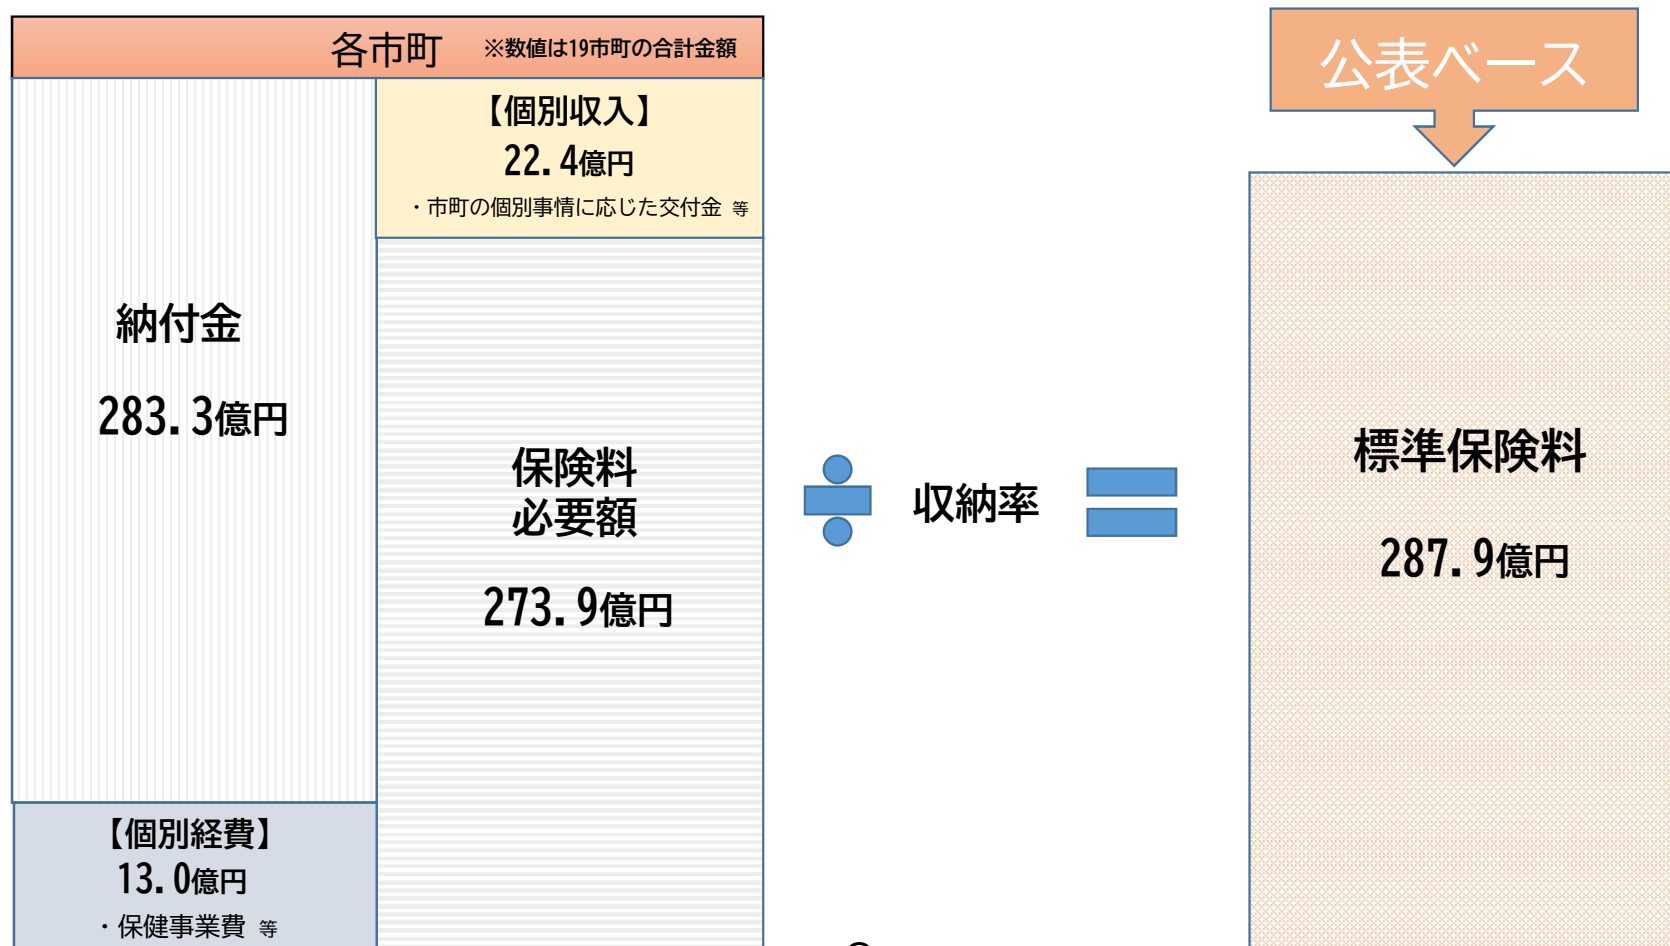 各市町 ※数値は19市町の合計金額
納付金
283.3億円
【個別経費】
13.0億円
・保健事業費 等
【個別収入】
22.4億円
・市町の個別事情に応じた交付金 等
保険料
必要額
273.9億円
収納率
公表ベース
標準保険料
287.9億円